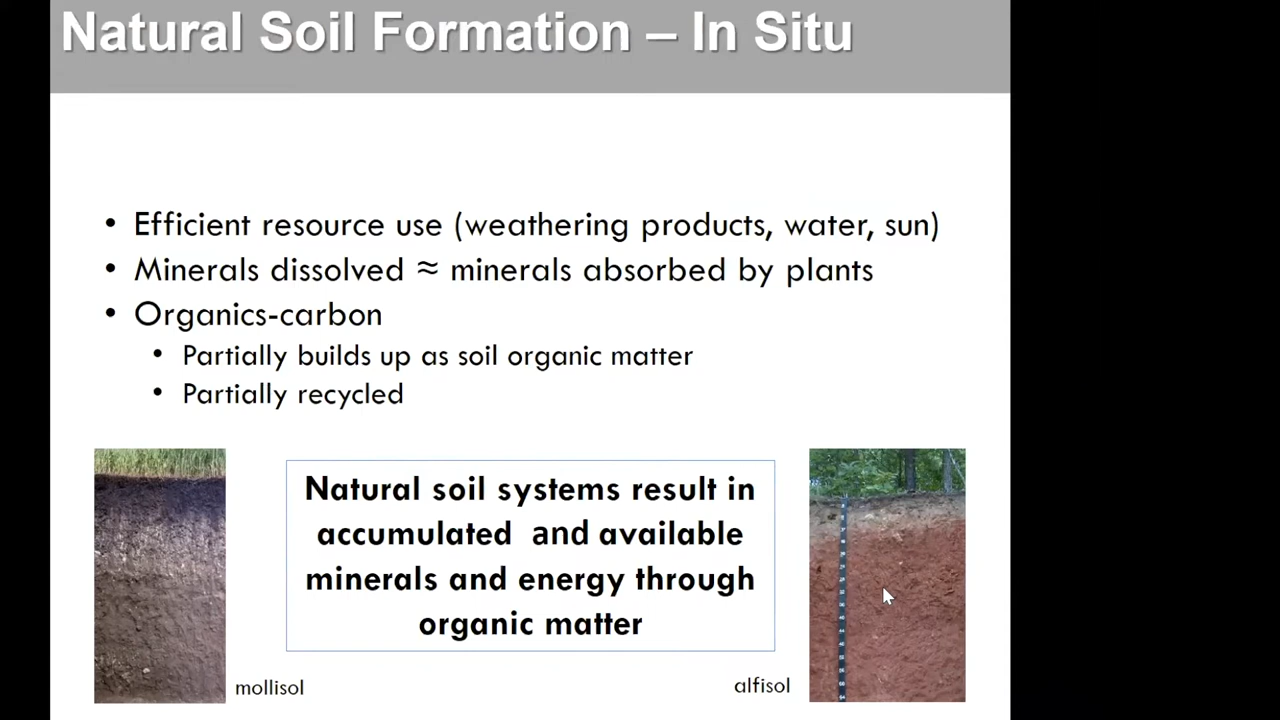 Natural Soil Formation – In Situ
• Efficient resource use (weathering products, water, sun)
• Minerals dissolved ≈ minerals absorbed by plants
• Organics-carbon
• Partially builds up as soil organic matter
• Partially recycled
Natural soil systems result in
accumulated and available
minerals and energy through
organic matter
mollisol
alfisol